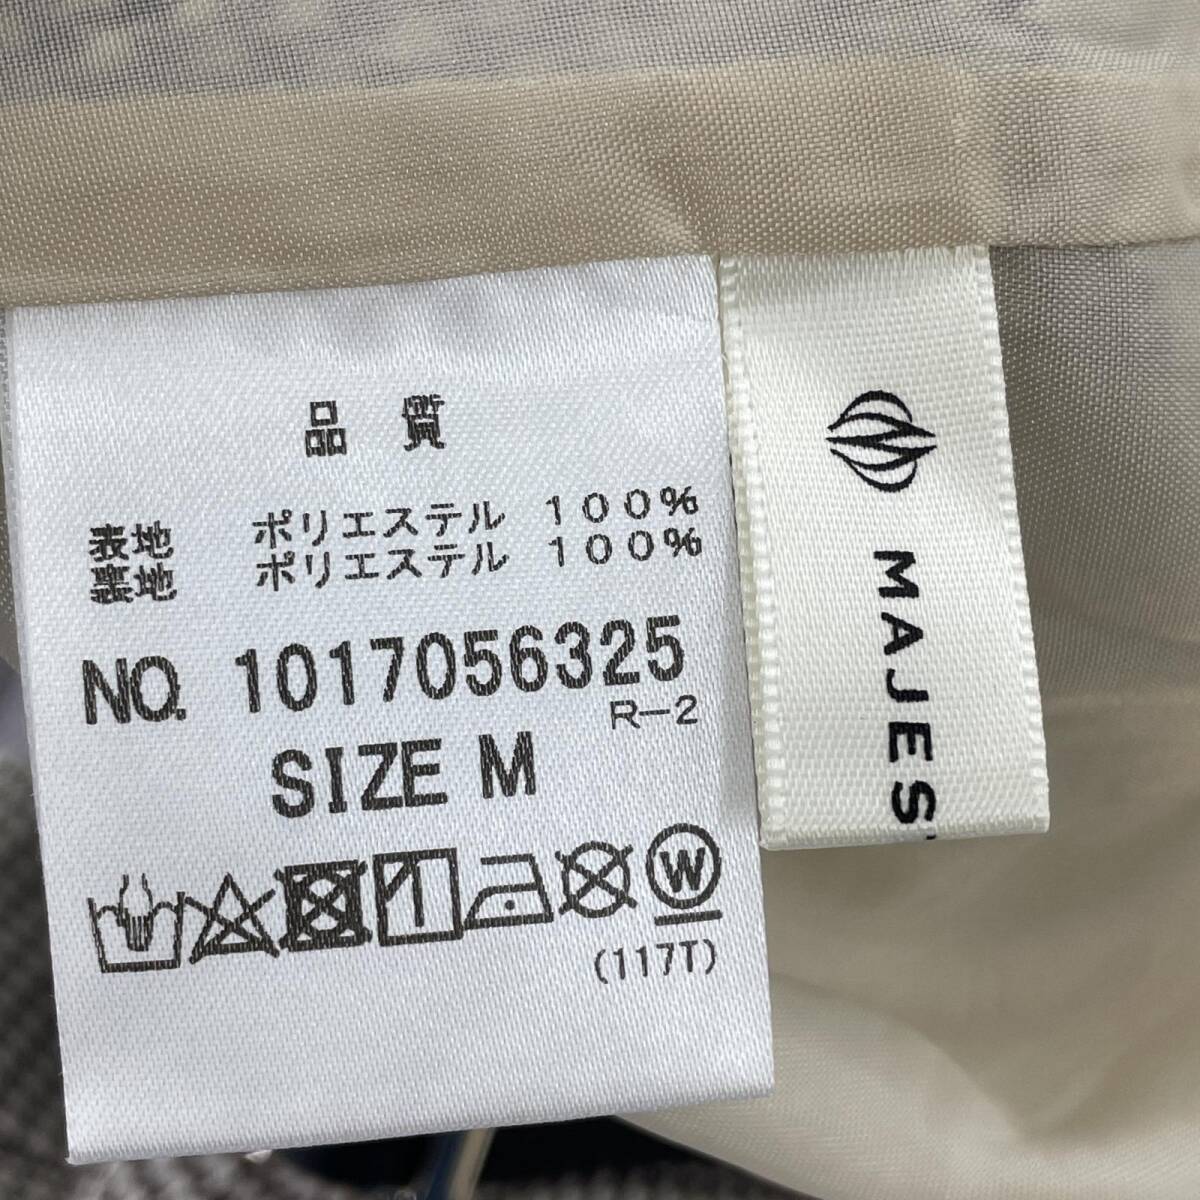 品質
表地 ポリエステル 100%
裏地 ポリエステル 100%
NO. 1017056325
R-2
SIZE M
W
(117T)
MAJES